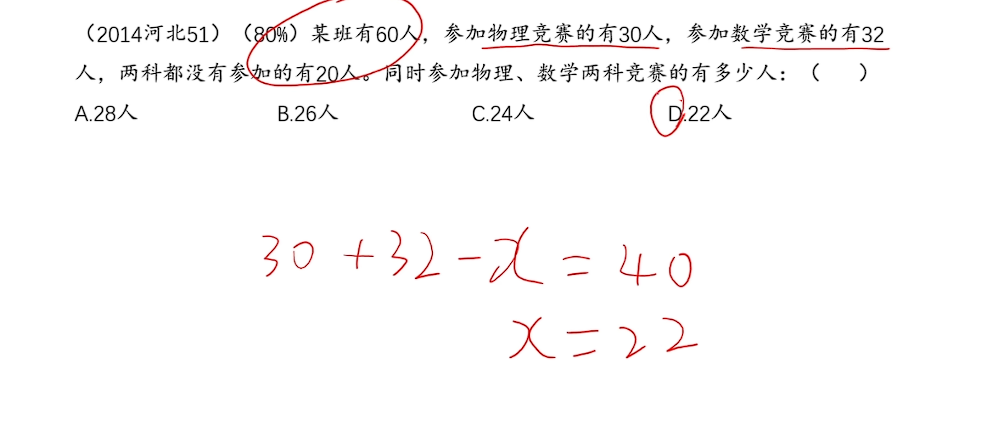 （2014河北51）（80%）某班有60人，参加物理竞赛的有30人，参加数学竞赛的有32
人，两科都没有参加的有20人。同时参加物理、数学两科竞赛的有多少人：（　　）
A.28人 B.26人 C.24人 D.22人
30+32-x=40
x=22